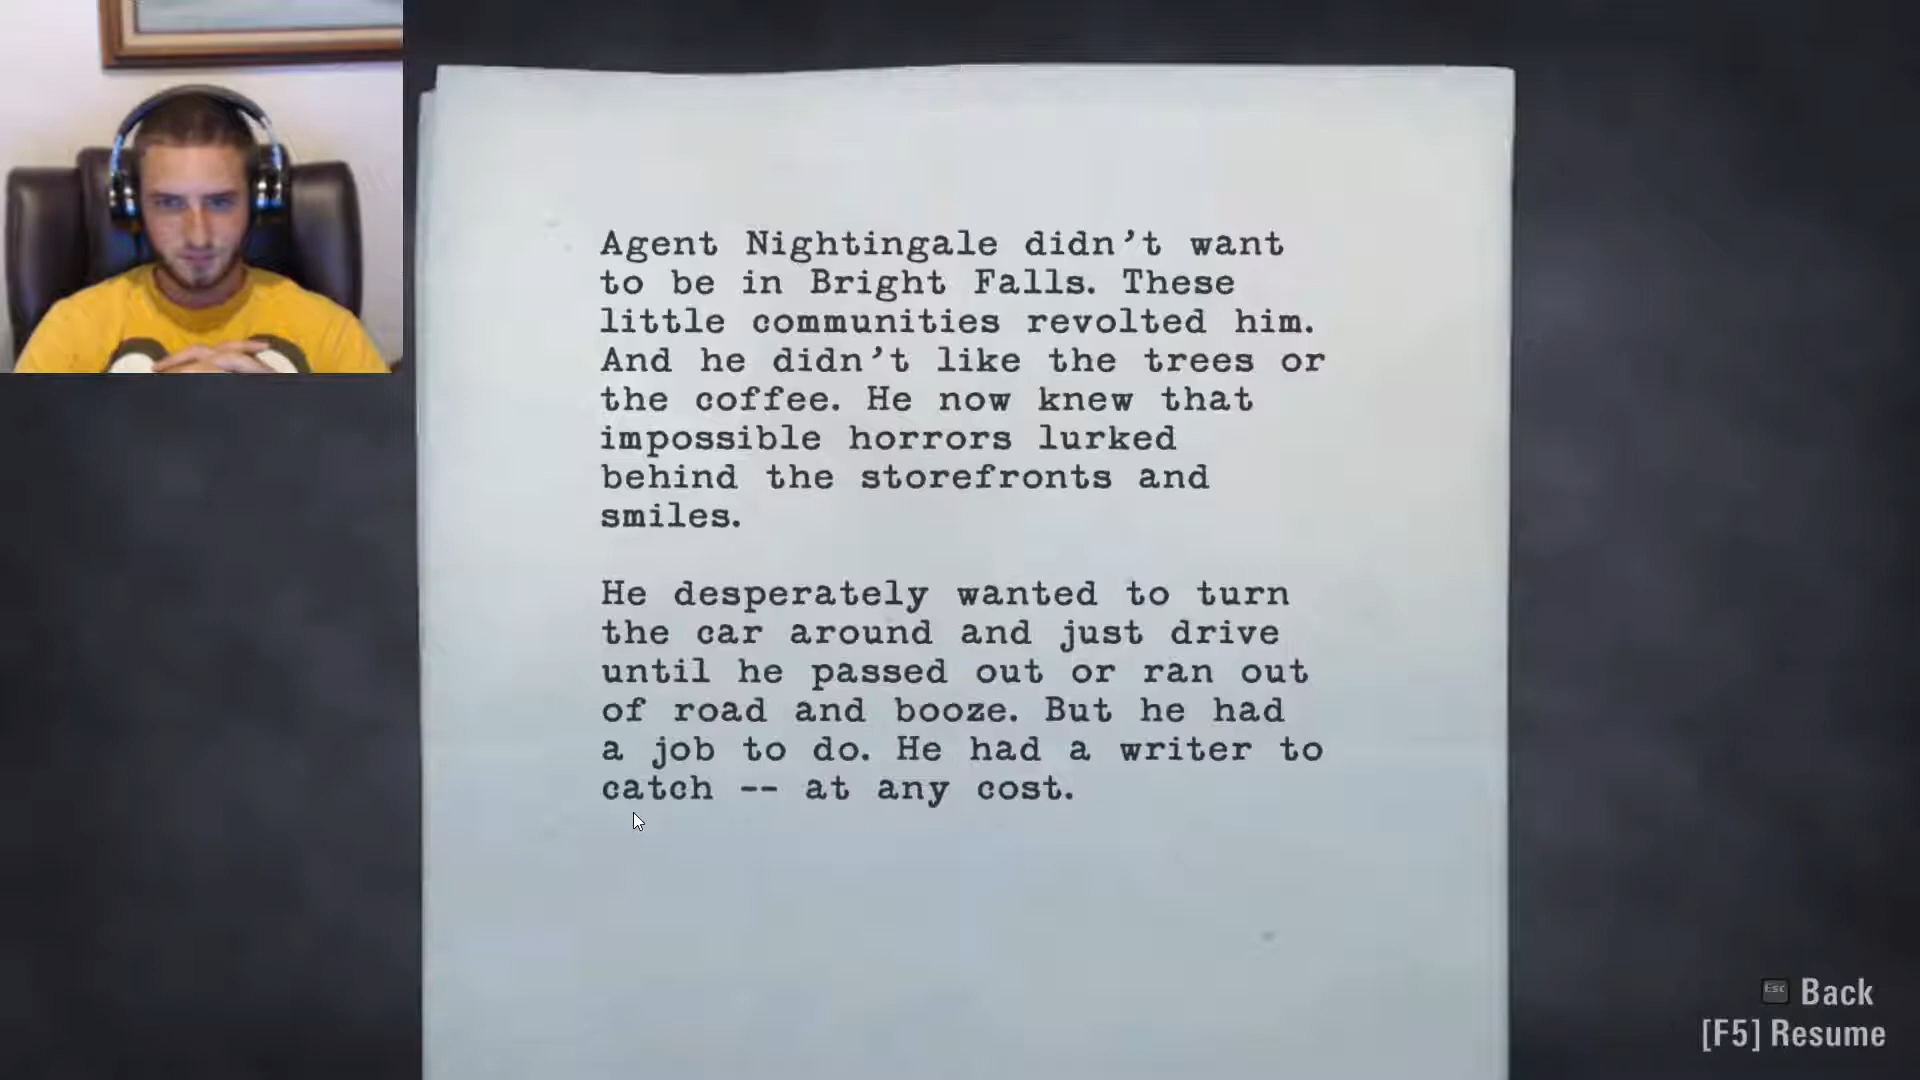 Agent Nightingale didn't want
to be in Bright Falls. These
little communities revolted him.
And he didn't like the trees or
the coffee. He now knew that
impossible horrors lurked
behind the storefronts and
smiles.
He desperately wanted to turn
the car around and just drive
until he passed out or ran out
of road and booze. But he had
a job to do. He had a writer to
catch -- at any cost.
Esc Back
[F5] Resume